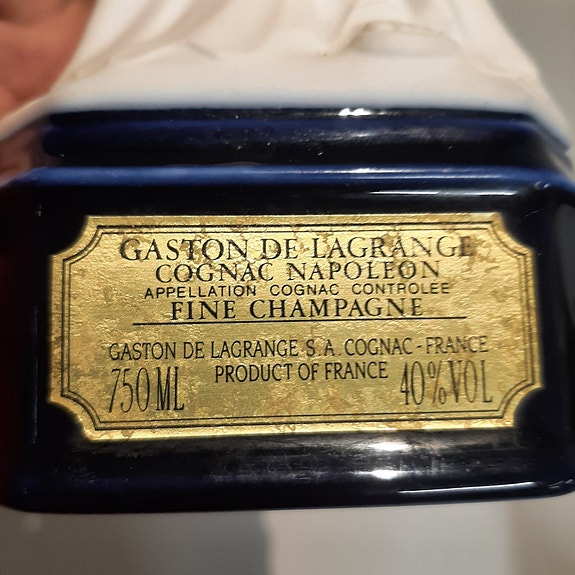 GASTON DE LAGRANGE
COGNAC NAPOLEON
APPELLATION COGNAC CONTROLEE
FINE CHAMPAGNE
GASTON DE LAGRANGE S.A. COGNAC - FRANCE
750 ML PRODUCT OF FRANCE 40% VOL